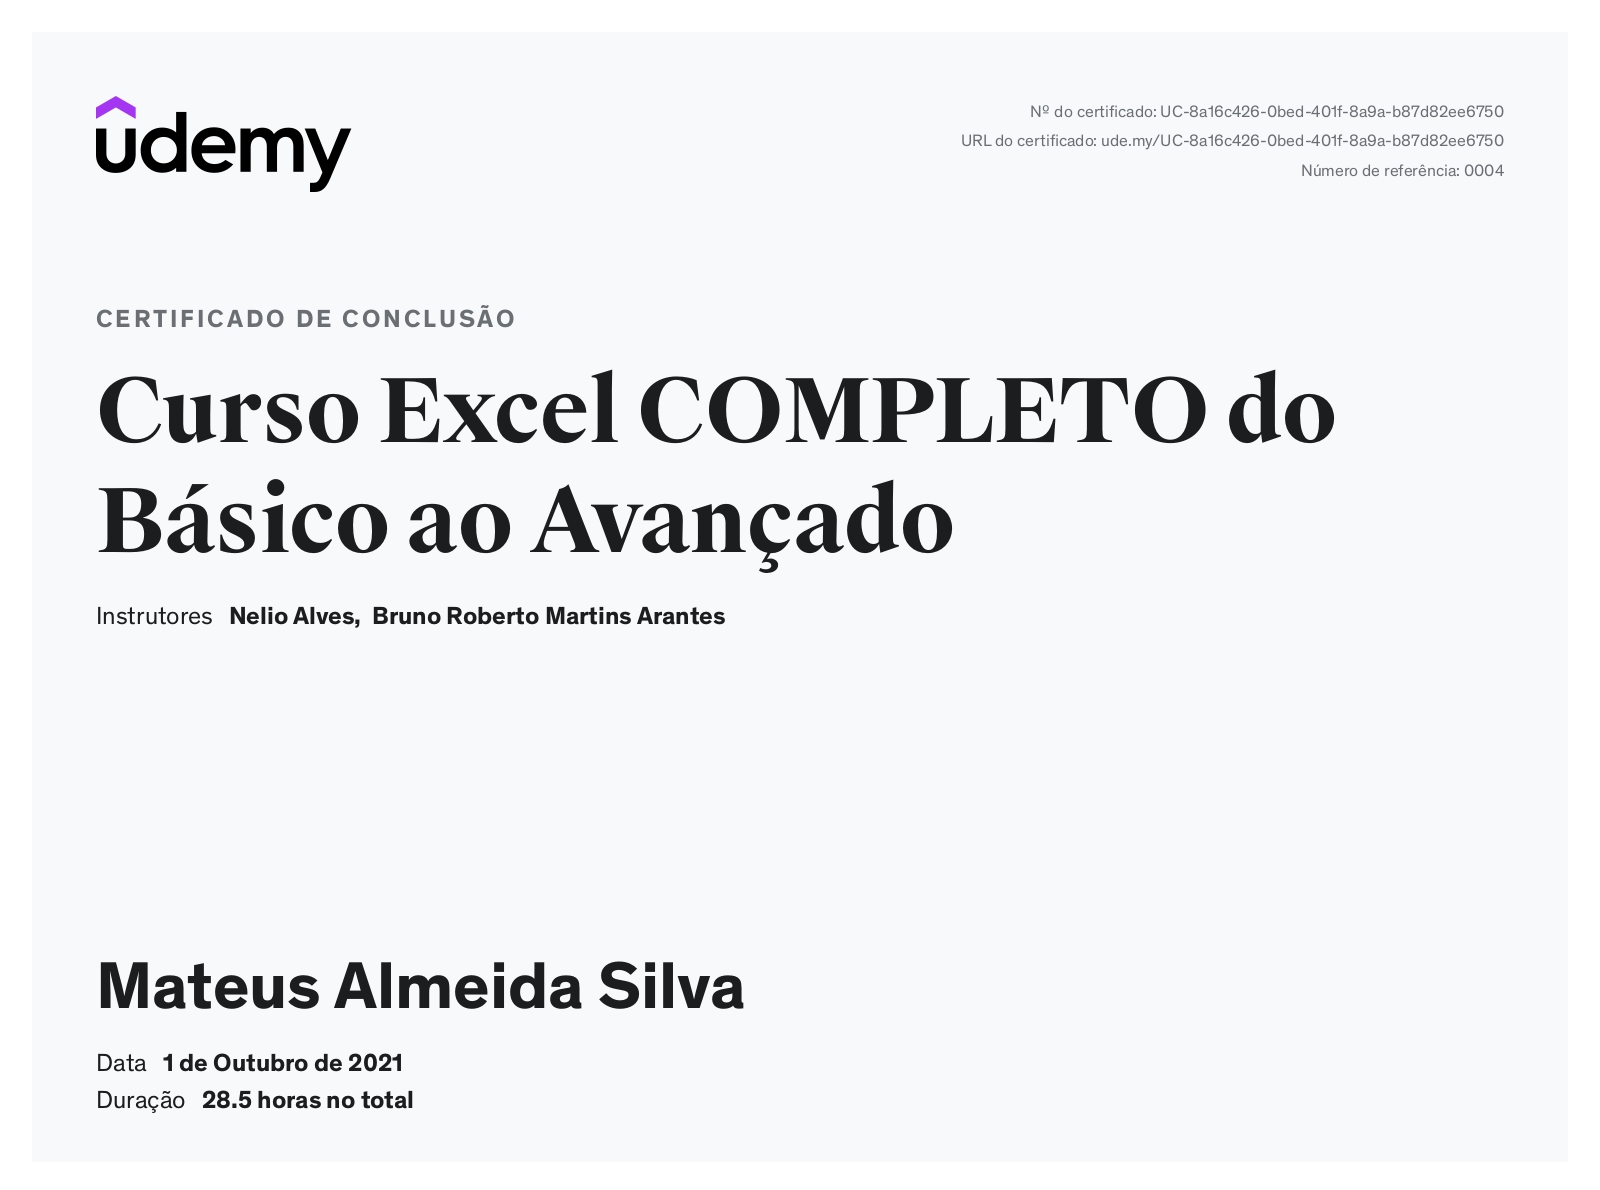 udemy
Nº do certificado: UC-8a16c426-0bed-401f-8a9a-b87d82ee6750
URL do certificado: ude.my/UC-8a16c426-0bed-401f-8a9a-b87d82ee6750
Número de referência: 0004
CERTIFICADO DE CONCLUSÃO
Curso Excel COMPLETO do
Básico ao Avançado
Instrutores Nelio Alves, Bruno Roberto Martins Arantes
Mateus Almeida Silva
Data 1 de Outubro de 2021
Duração 28.5 horas no total